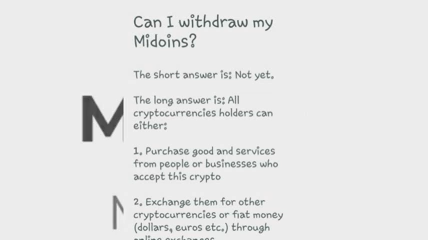 Can I withdraw my
Midoins?
The short answer is: Not yet.
The long answer is: All
cryptocurrencies holders can
either:
M
1. Purchase good and services
from people or businesses who
accept this crypto
2. Exchange them for other
cryptocurrencies or fiat money
(dollars, euros etc.) through
online exchanges